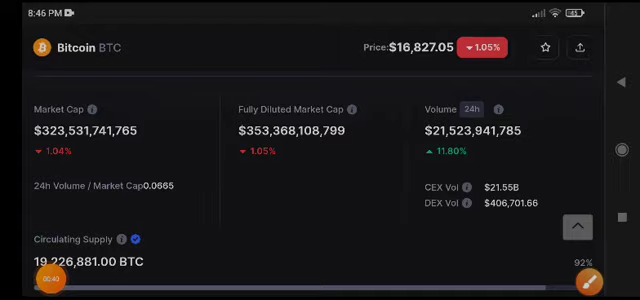 8:46 PM
Bitcoin BTC Price: $16,827.05 1.05%
Market Cap Fully Diluted Market Cap Volume 24h
$323,531,741,765 $353,368,108,799 $21,523,941,785
1.04% 1.05% 11.80%
24h Volume / Market Cap 0.0665
CEX Vol $21.55B
DEX Vol $406,701.66
Circulating Supply
19,226,881.00 BTC 92%
00:40